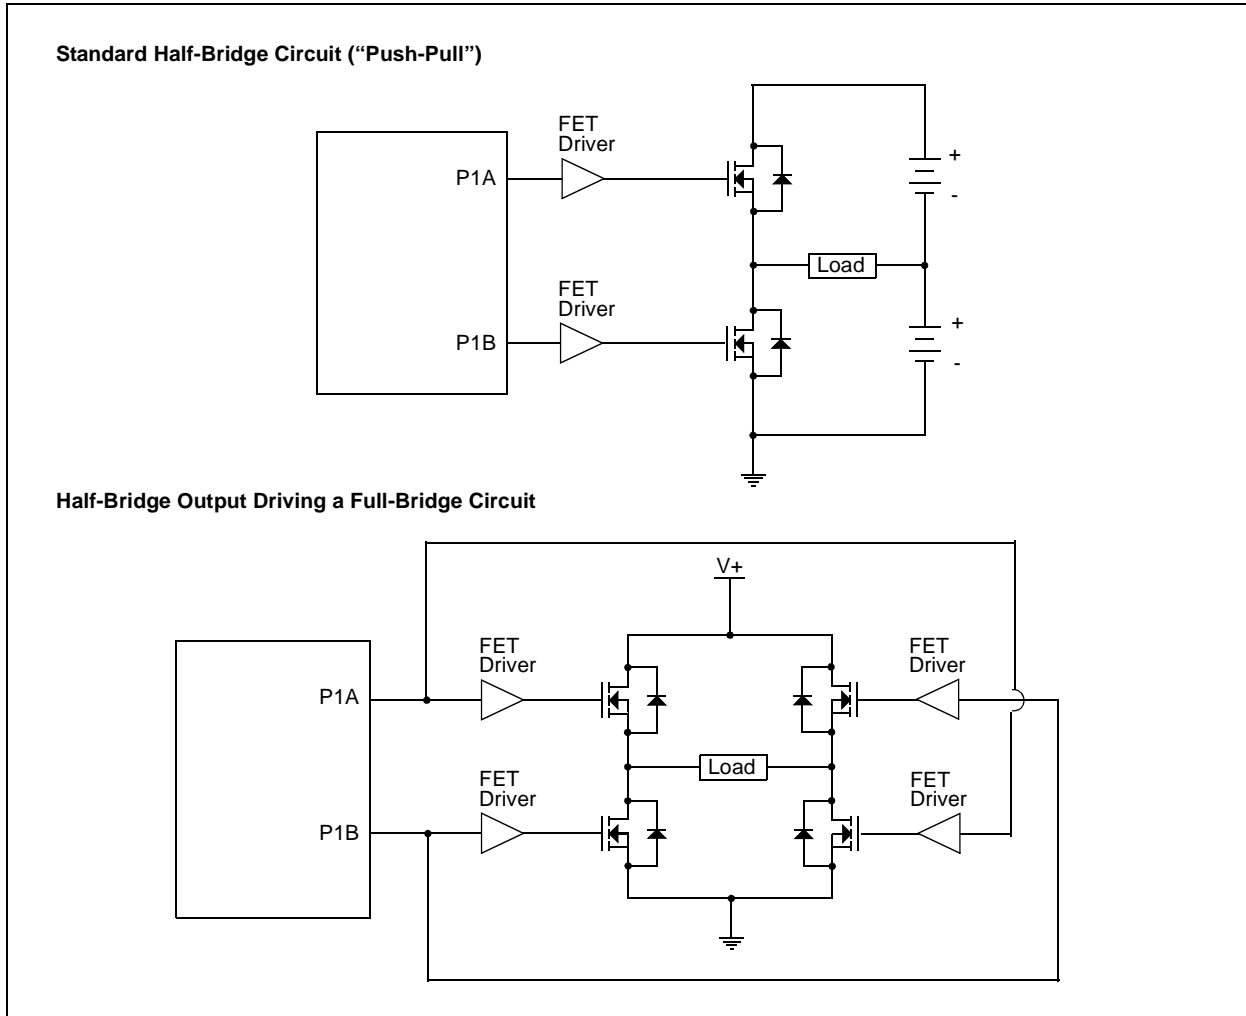 Standard Half-Bridge Circuit (“Push-Pull”)
FET
Driver
P1A
+
-
Load
FET
Driver
P1B
+
-
Half-Bridge Output Driving a Full-Bridge Circuit
V+
FET
Driver
FET
Driver
P1A
Load
FET
Driver
FET
Driver
P1B